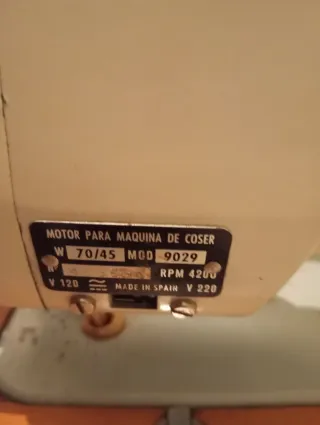 MOTOR PARA MAQUINA DE COSER
W 70/45 MOD 9029
RPM 4200
V 120 MADE IN SPAIN V 220